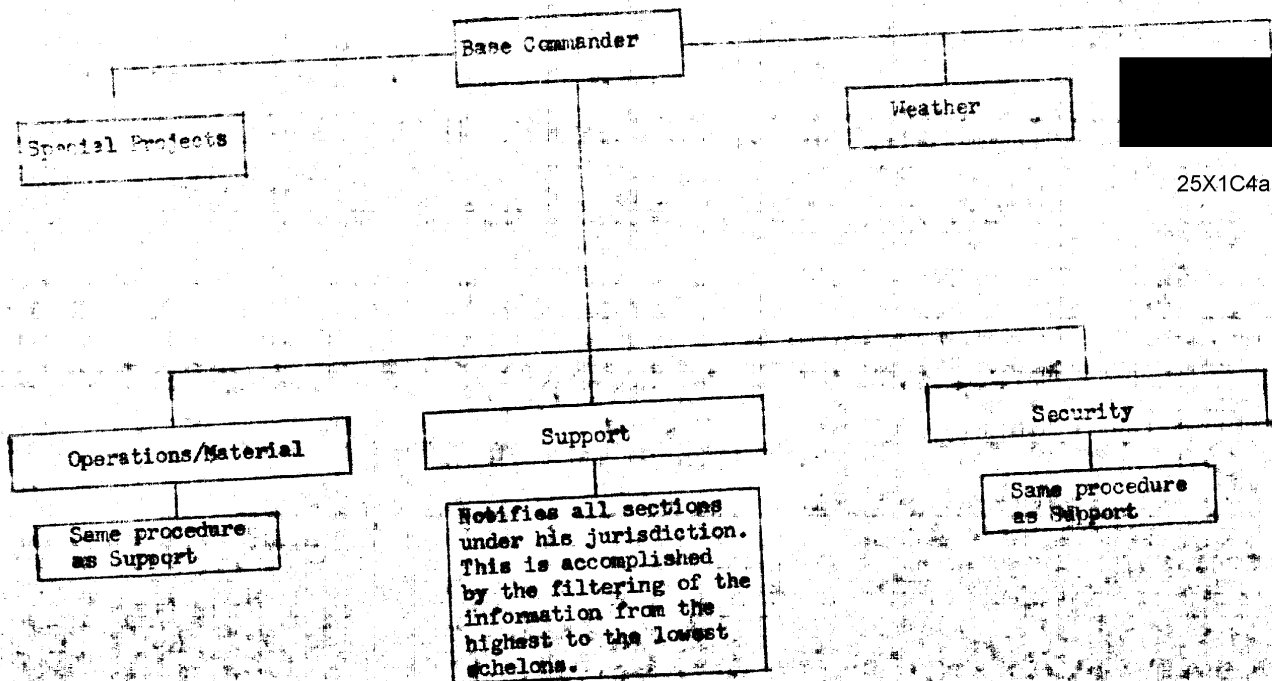 Base Commander
Weather
Special Projects
25X1C4a
Operations/Material
Support
Security
Same procedure
as Support
Notifies all sections
under his jurisdiction.
This is accomplished
by the filtering of the
information from the
highest to the lowest
echelons.
Same procedure
as Support